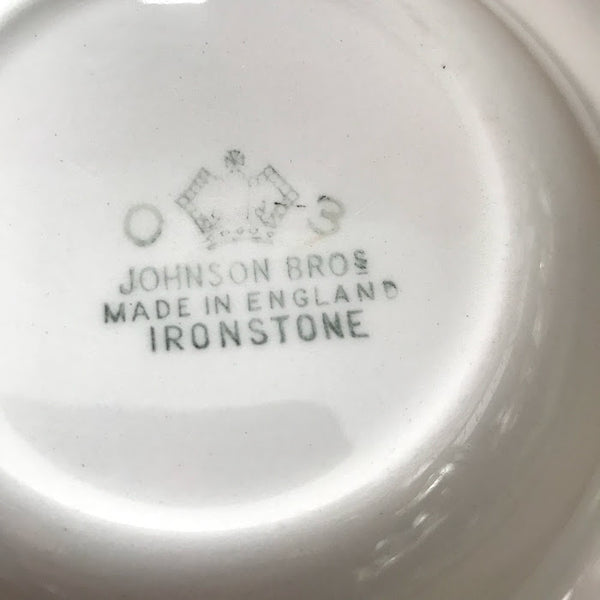 O 3
JOHNSON BROS
MADE IN ENGLAND
IRONSTONE